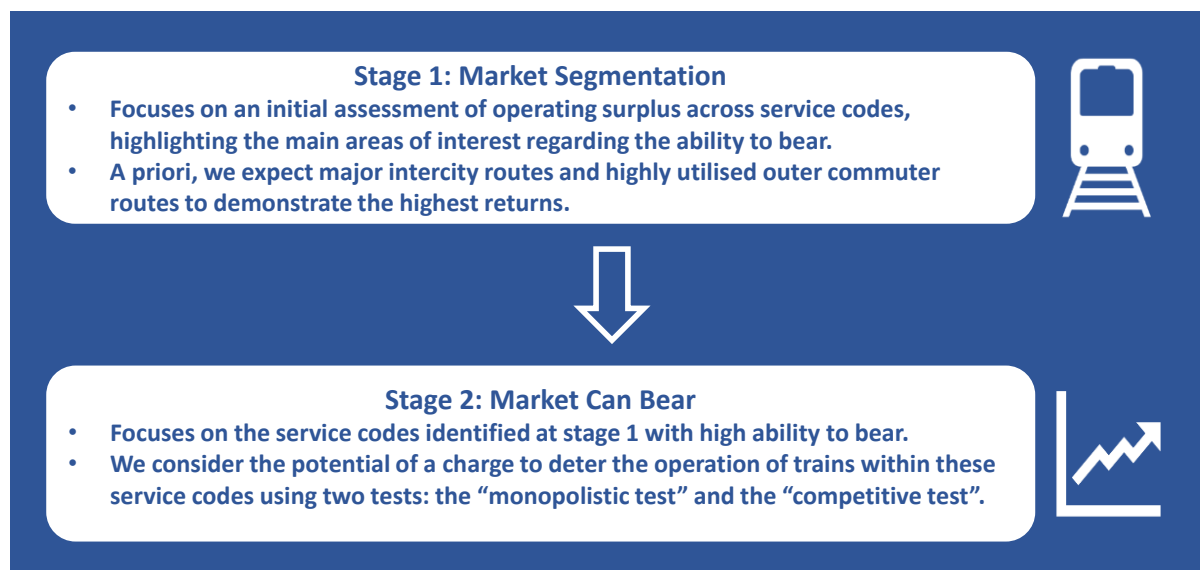 Stage 1: Market Segmentation
• Focuses on an initial assessment of operating surplus across service codes,
highlighting the main areas of interest regarding the ability to bear.
• A priori, we expect major intercity routes and highly utilised outer commuter
routes to demonstrate the highest returns.
Stage 2: Market Can Bear
• Focuses on the service codes identified at stage 1 with high ability to bear.
• We consider the potential of a charge to deter the operation of trains within these
service codes using two tests: the “monopolistic test” and the “competitive test”.